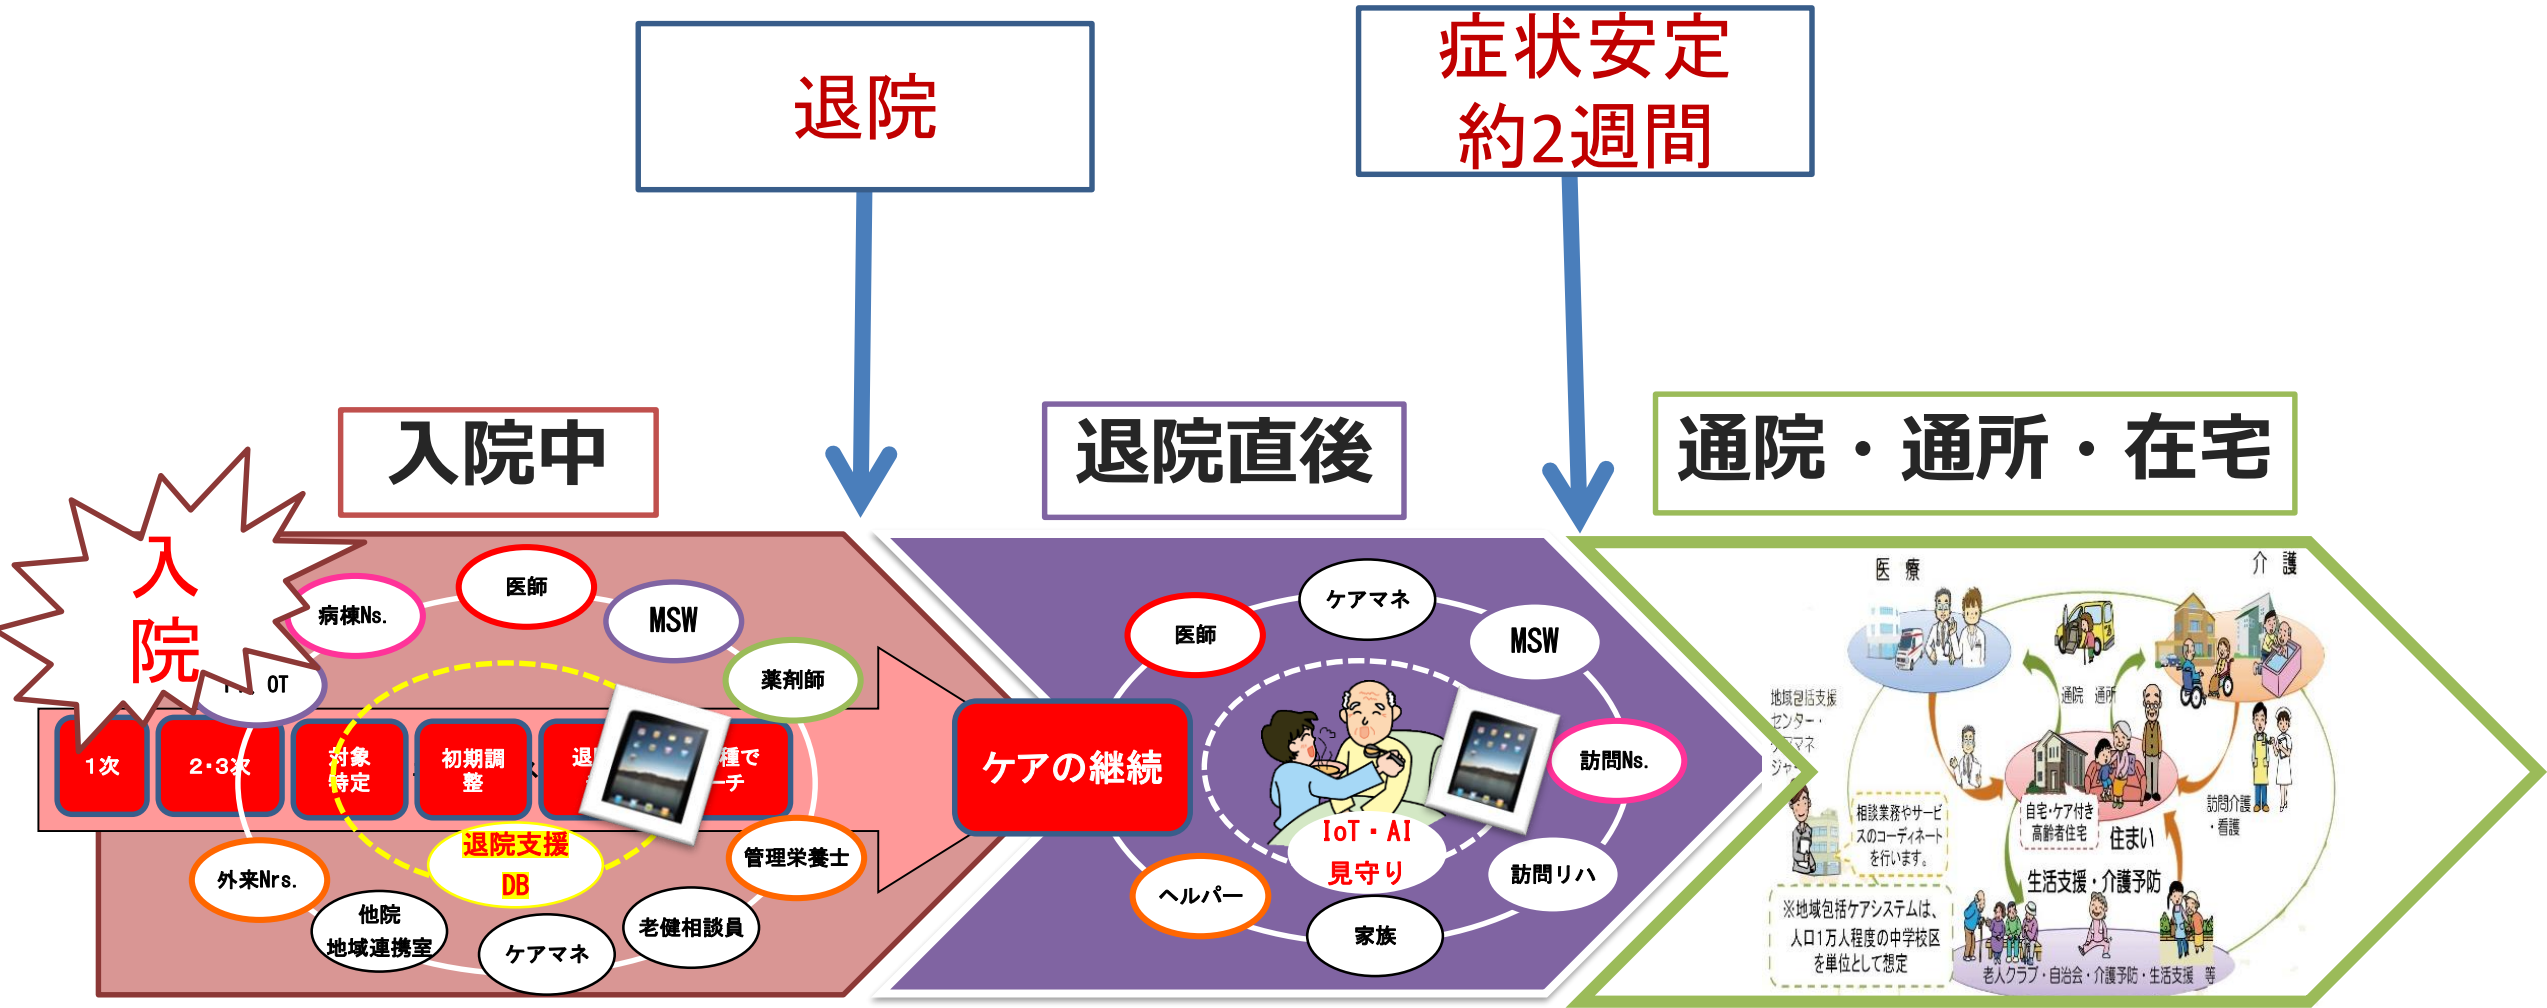 退院
症状安定
約2週間
入院中
退院直後
通院・通所・在宅
入
院
病棟Ns.
医師
MSW
薬剤師
OT
1次
2・3次
対象
特定
初期調
整
退
種で
ーチ
退院支援
DB
管理栄養士
外来Nrs.
他院
地域連携室
ケアマネ
老健相談員
ケアの継続
医師
ケアマネ
MSW
訪問Ns.
訪問リハ
家族
ヘルパー
IoT・AI
見守り
医 療
介 護
通院 通所
地域包括支援
センター・
マネ
ジャ
相談業務やサービ
スのコーディネート
を行います。
自宅・ケア付き
高齢者住宅
住まい
訪問介護
・看護
生活支援・介護予防
※地域包括ケアシステムは、
人口1万人程度の中学校区
を単位として想定
老人クラブ・自治会・介護予防・生活支援 等